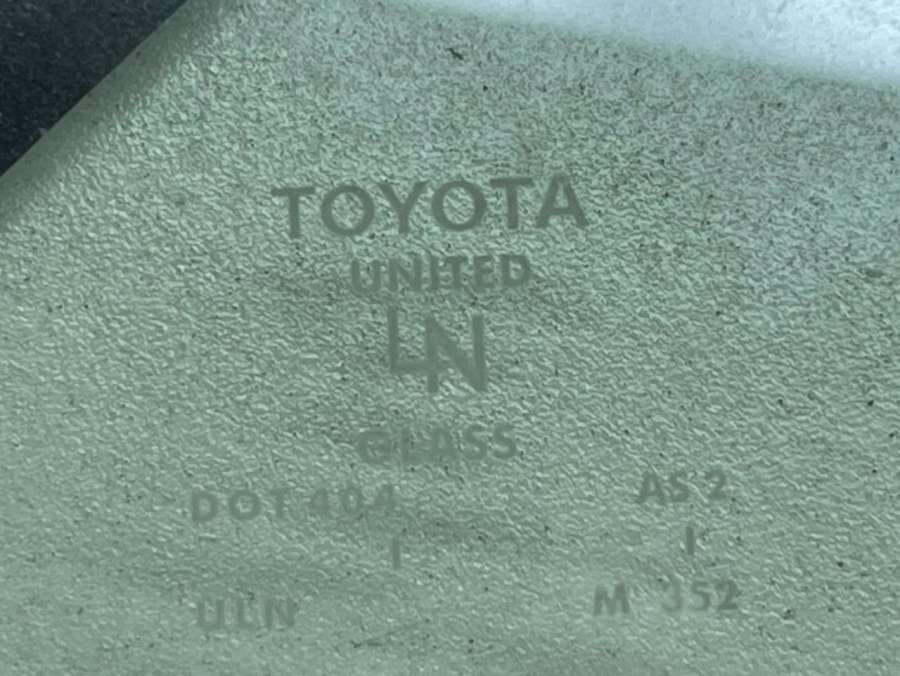 TOYOTA
UNITED
LN
GLASS
DOT 404 AS 2
I I
ULN M 352